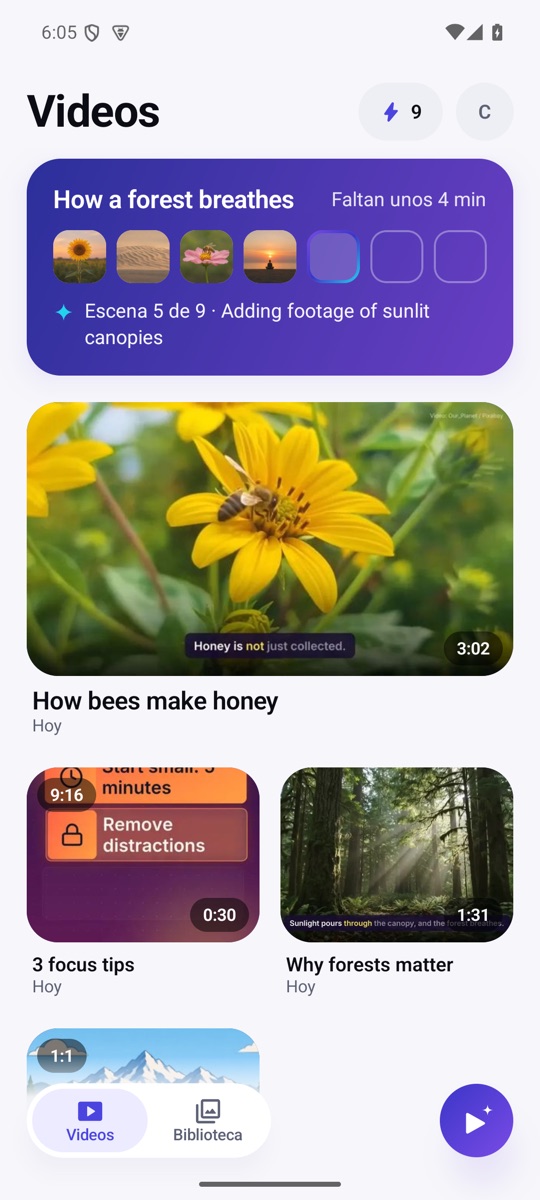 6:05
Videos
9
C
How a forest breathes
Faltan unos 4 min
Escena 5 de 9 · Adding footage of sunlit
canopies
Honey is not just collected.
3:02
How bees make honey
Hoy
9:16
Start small: 5
minutes
Remove
distractions
0:30
Sunlight pours through the canopy, and the forest breathes.
1:31
3 focus tips
Hoy
Why forests matter
Hoy
1:1
Videos
Biblioteca